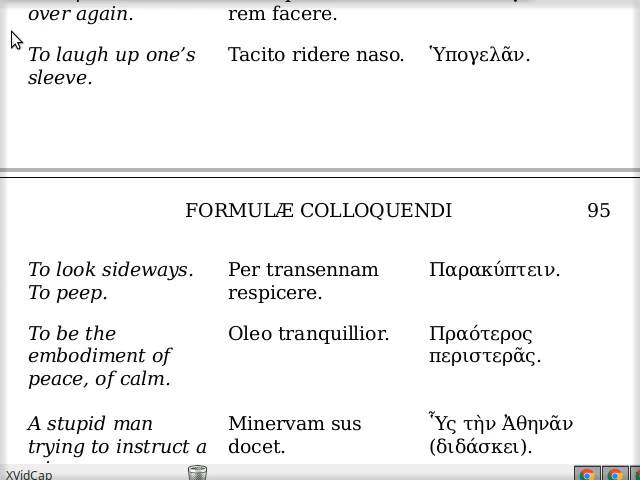 over again.
rem facere.
To laugh up one’s
sleeve.
Tacito ridere naso.
Ὑπογελᾶν.
FORMULÆ COLLOQUENDI
95
To look sideways.
To peep.
Per transennam
respicere.
Παρακύπτειν.
To be the
embodiment of
peace, of calm.
Oleo tranquillior.
Πραότερος
περιστερᾶς.
A stupid man
trying to instruct a
Minervam sus
docet.
Ὗς τὴν Ἀθηνᾶν
(διδάσκει).
XVidCap